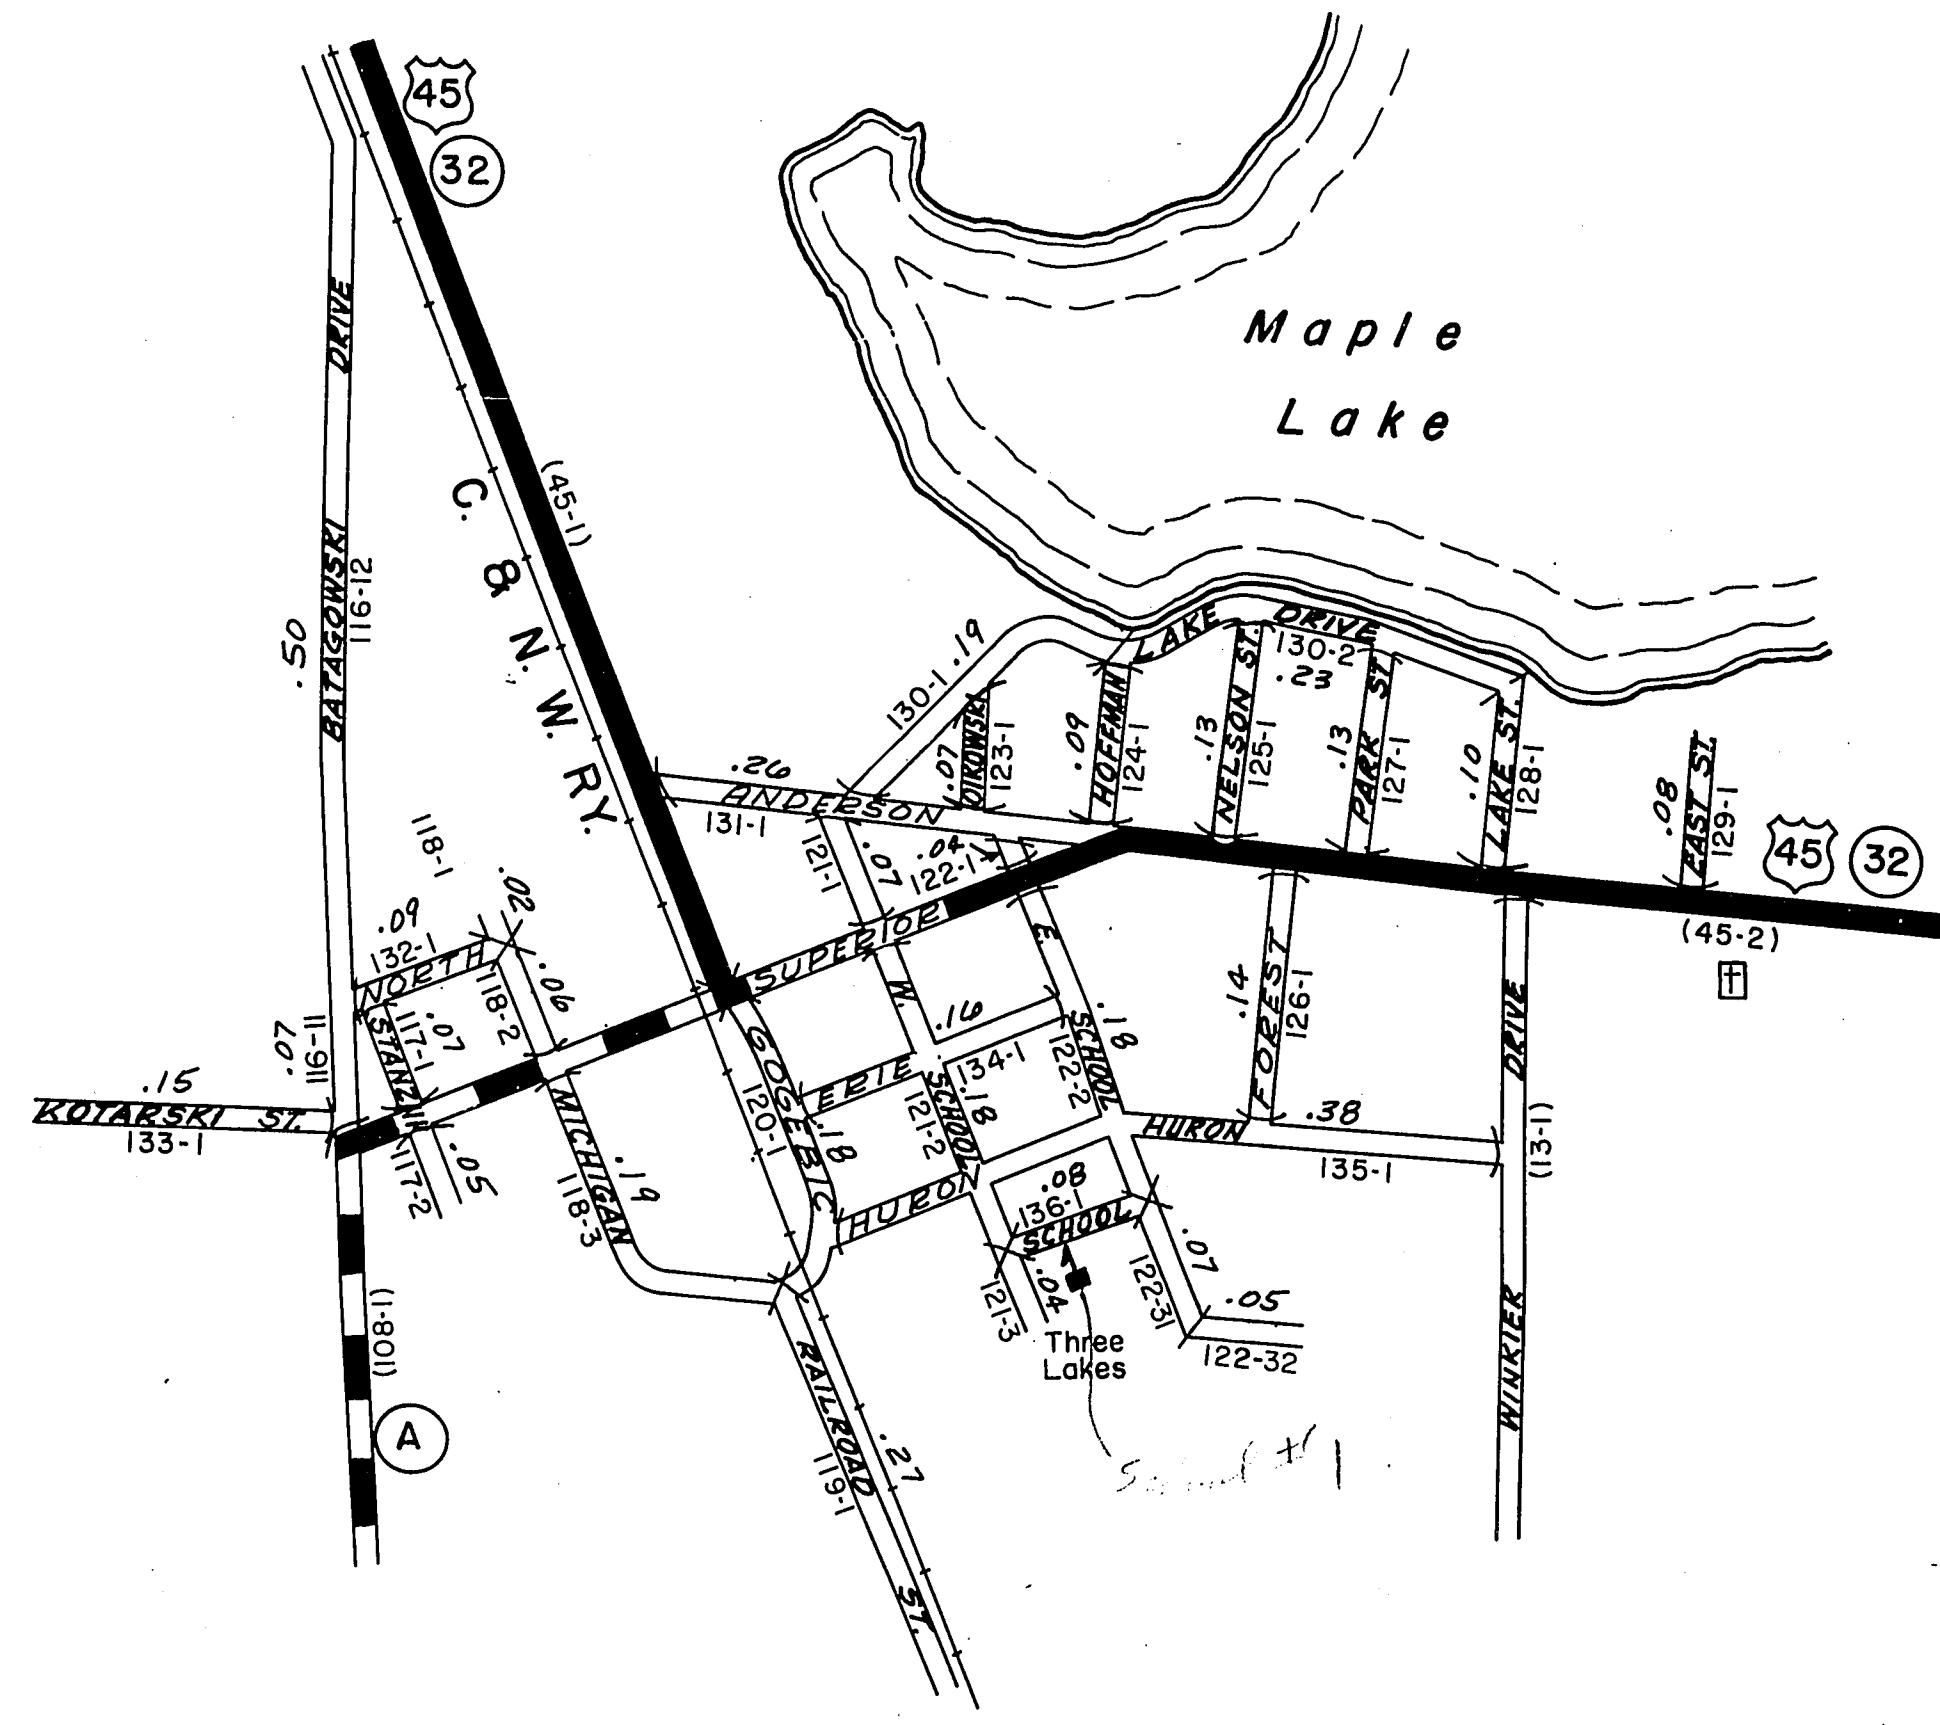 45
32
Maple
Lake
DRIVE
BATAGOWSKI
116-12
.50
(45-1)
C. & N. W. RY.
LAKE DRIVE
130-1 .19
130-2
.23
.07
123-1
.09
HOFFMAN
124-1
.13
NELSON ST.
125-1
.13
PARK ST
127-1
.10
LAKE ST.
128-1
.08
EAST ST.
129-1
45
32
(45-2)
.26
ANDERSON
131-1
121-1
.07
.04
122-1
SUPERIOR
118-1
.02
.09
132-1
NORTH
118-2
.06
STANZIL
117-1
.07
.07
116-11
.15
KOTARSKI ST.
133-1
117-2
.05
MICHIGAN
118-3
.19
GOGEBIC
120-1
.18
ERIE
.16
134-1
W. SCHOOL
121-2
.18
E. SCHOOL
122-2
.18
FOREST
126-1
.14
HURON
.38
135-1
HURON
.08
136-1
SCHOOL
121-3
.04
122-31
.07
.05
122-32
Three
Lakes
WINKLER DRIVE
(13-1)
(108-1)
A
RAILROAD ST.
119-1
.27
# 1